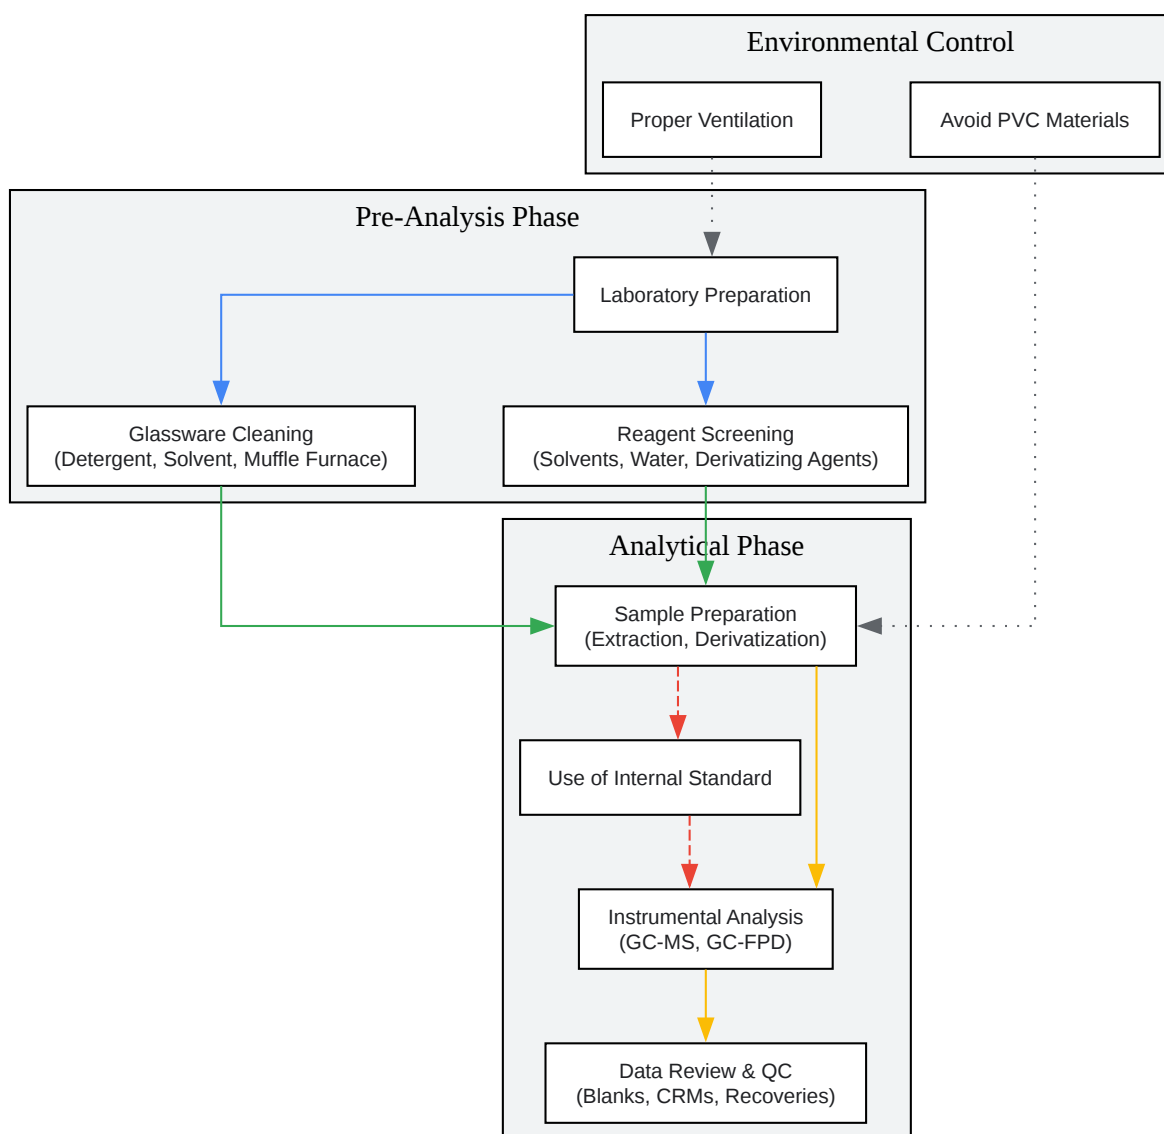 Environmental Control
Proper Ventilation
Avoid PVC Materials
Pre-Analysis Phase
Laboratory Preparation
Glassware Cleaning
(Detergent, Solvent, Muffle Furnace)
Reagent Screening
(Solvents, Water, Derivatizing Agents)
Analytical Phase
Sample Preparation
(Extraction, Derivatization)
Use of Internal Standard
Instrumental Analysis
(GC-MS, GC-FPD)
Data Review & QC
(Blanks, CRMs, Recoveries)